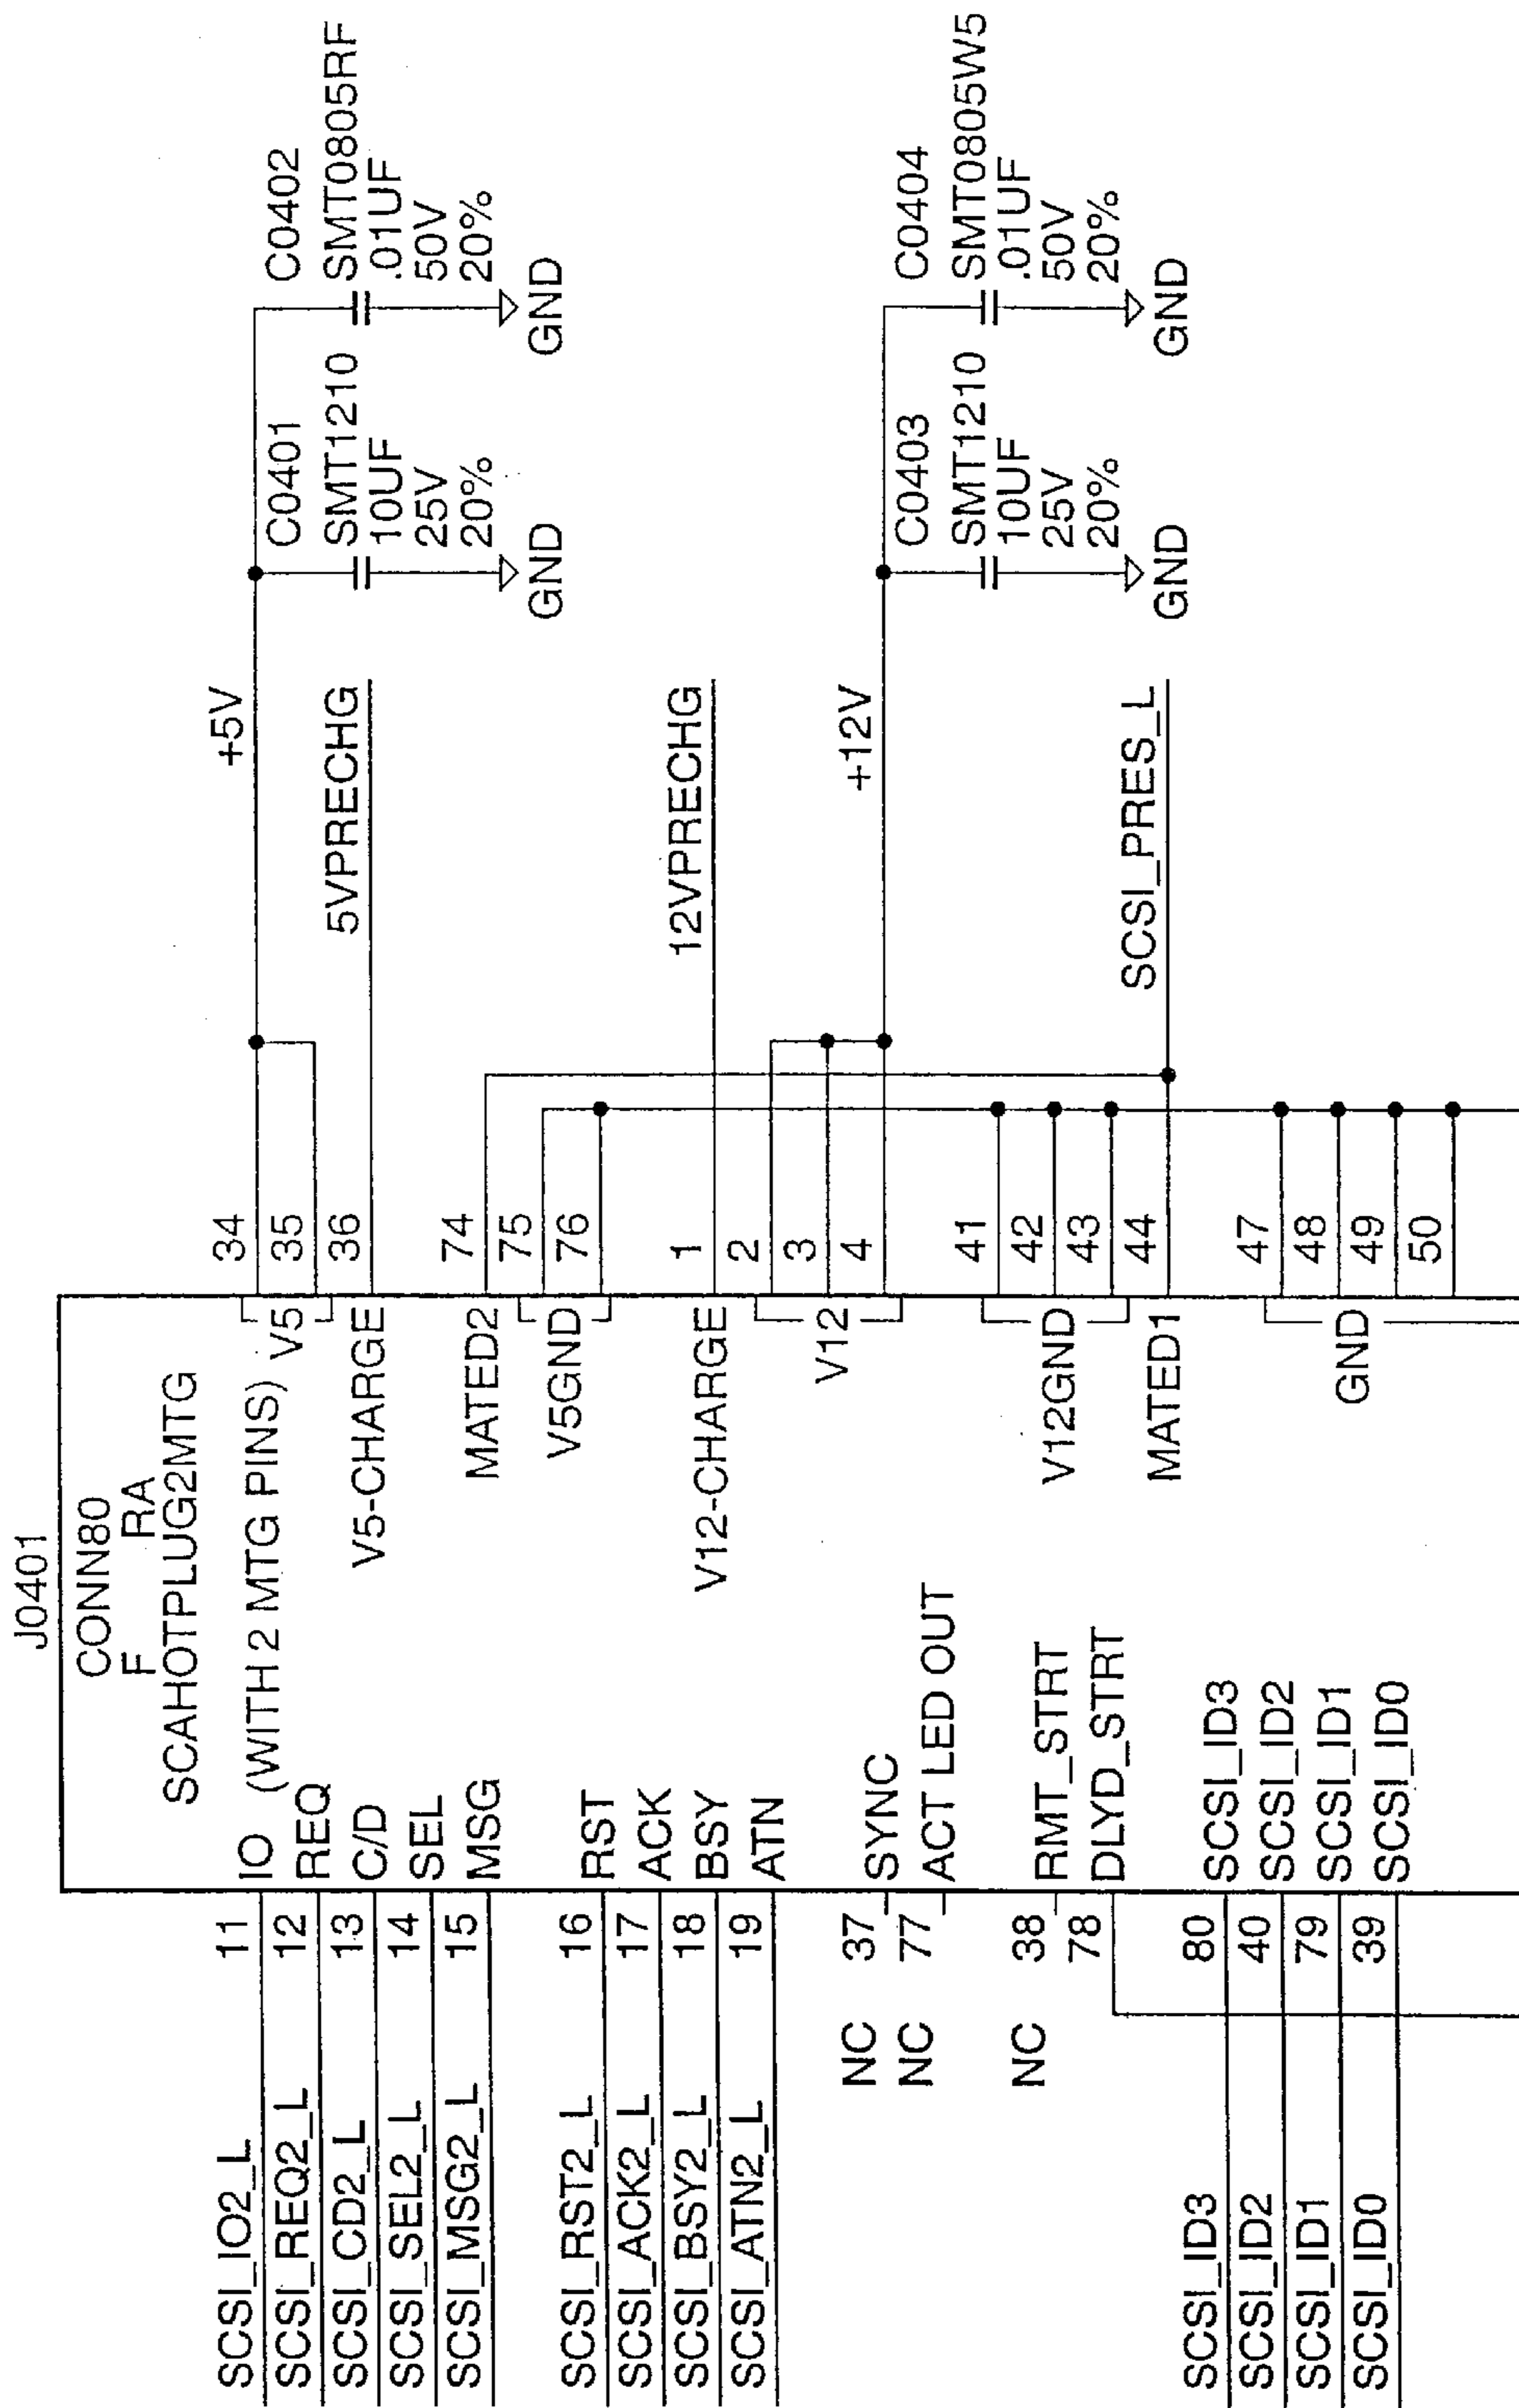 J0401
CONN80
F RA
SCAHOTPLUG2MTG
(WITH 2 MTG PINS)
SCSI_IO2_L 11 IO
SCSI_REQ2_L 12 REQ
SCSI_CD2_L 13 C/D
SCSI_SEL2_L 14 SEL
SCSI_MSG2_L 15 MSG
SCSI_RST2_L 16 RST
SCSI_ACK2_L 17 ACK
SCSI_BSY2_L 18 BSY
SCSI_ATN2_L 19 ATN
NC 37 SYNC
NC 77 ACT LED OUT
NC 38 RMT_STRT
78 DLYD_STRT
SCSI_ID3 80 SCSI_ID3
SCSI_ID2 40 SCSI_ID2
SCSI_ID1 79 SCSI_ID1
SCSI_ID0 39 SCSI_ID0
34 +5V
V5 35
V5-CHARGE 36 5VPRECHG
MATED2 74
75
V5GND
76
V12-CHARGE 1 12VPRECHG
2
V12 3
4 +12V
41
V12GND 42
43
MATED1 44 SCSI_PRES_L
47
GND 48
49
50
C0401
SMT1210
10UF
25V
20%
GND
C0402
SMT0805RF
.01UF
50V
20%
GND
C0403
SMT1210
10UF
25V
20%
GND
C0404
SMT0805W5
.01UF
50V
20%
GND